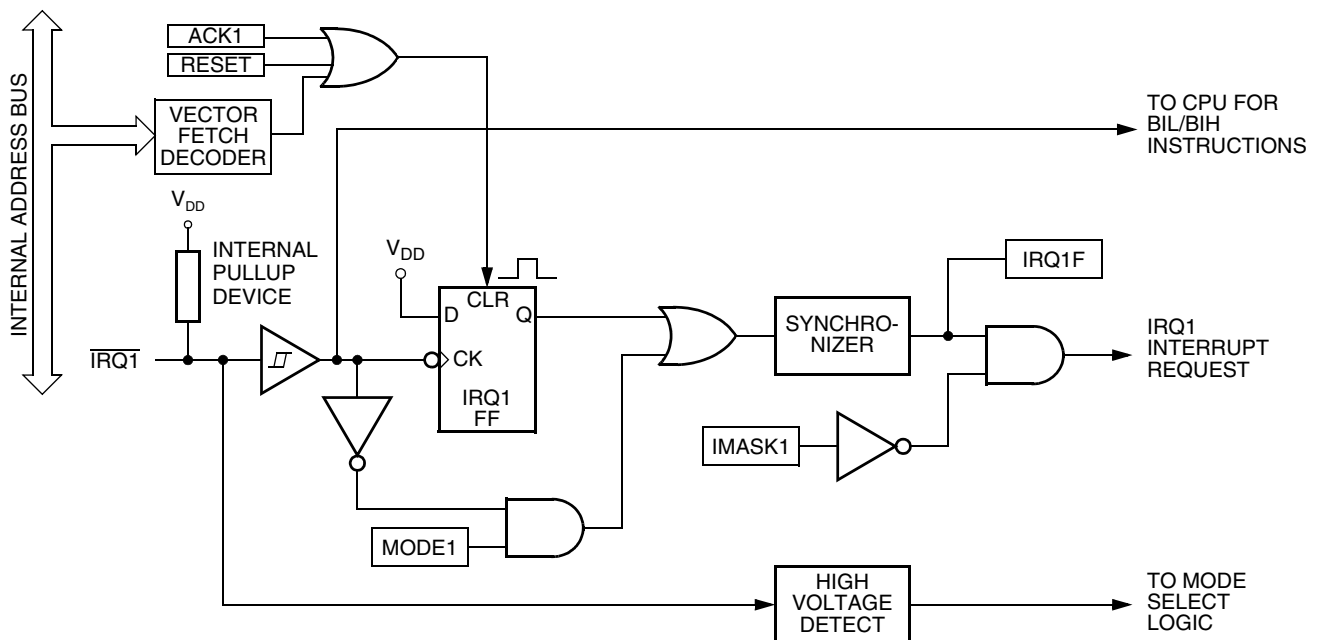 INTERNAL ADDRESS BUS
ACK1
RESET
VECTOR
FETCH
DECODER
TO CPU FOR
BIL/BIH
INSTRUCTIONS
VDD
INTERNAL
PULLUP
DEVICE
VDD
CLR
D
Q
CK
IRQ1
FF
IRQ1
SYNCHRO-
NIZER
IRQ1F
IRQ1
INTERRUPT
REQUEST
IMASK1
MODE1
HIGH
VOLTAGE
DETECT
TO MODE
SELECT
LOGIC